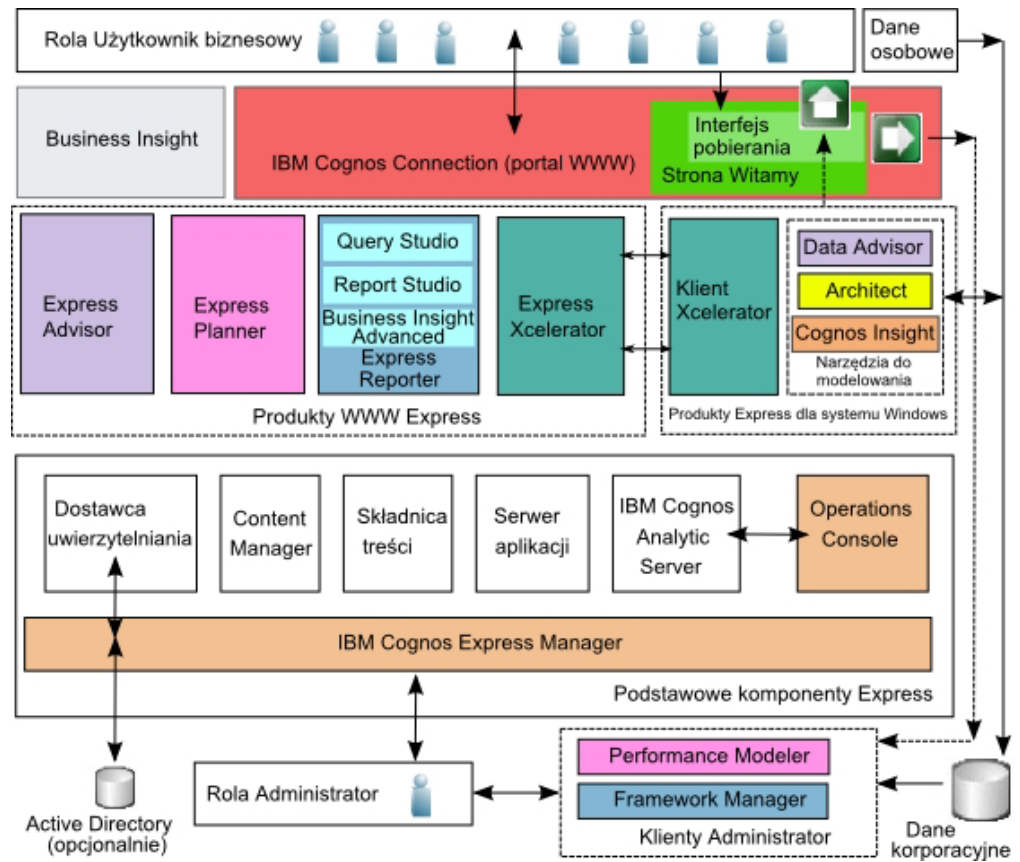 Rola Użytkownik biznesowy
Dane
osobowe
Business Insight
IBM Cognos Connection (portal WWW)
Interfejs
pobierania
Strona Witamy
Express
Advisor
Express
Planner
Query Studio
Report Studio
Business Insight
Advanced
Express
Reporter
Express
Xcelerator
Klient
Xcelerator
Data Advisor
Architect
Cognos Insight
Narzędzia do
modelowania
Produkty WWW Express
Produkty Express dla systemu Windows
Dostawca
uwierzytelniania
Content
Manager
Składnica
treści
Serwer
aplikacji
IBM Cognos
Analytic
Server
Operations
Console
IBM Cognos Express Manager
Podstawowe komponenty Express
Active Directory
(opcjonalnie)
Rola Administrator
Performance Modeler
Framework Manager
Klienty Administrator
Dane
korporacyjne